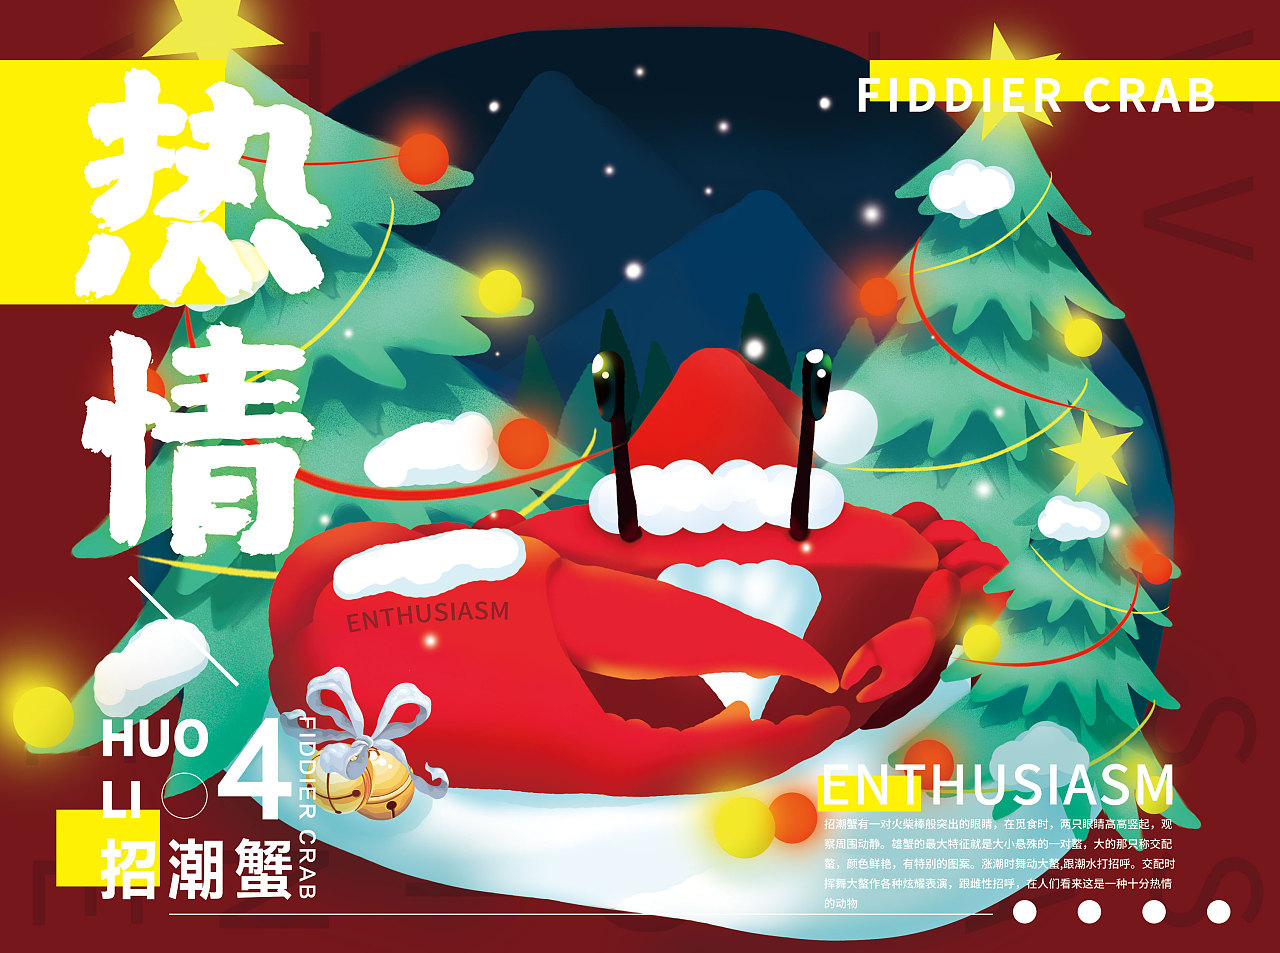 FIDDIER CRAB
热
情
ENTHUSIASM
HUO
LI
4
FIDDIER CRAB
招潮蟹
ENTHUSIASM
招潮蟹有一对火柴棒般突出的眼睛，在觅食时，两只眼睛高高竖起，观
察周围动静。雄蟹的最大特征就是大小悬殊的一对螯，大的那只称交配
螯，颜色鲜艳，有特别的图案。涨潮时舞动大螯,跟潮水打招呼。交配时
挥舞大螯作各种炫耀表演，跟雌性招呼，在人们看来这是一种十分热情
的动物